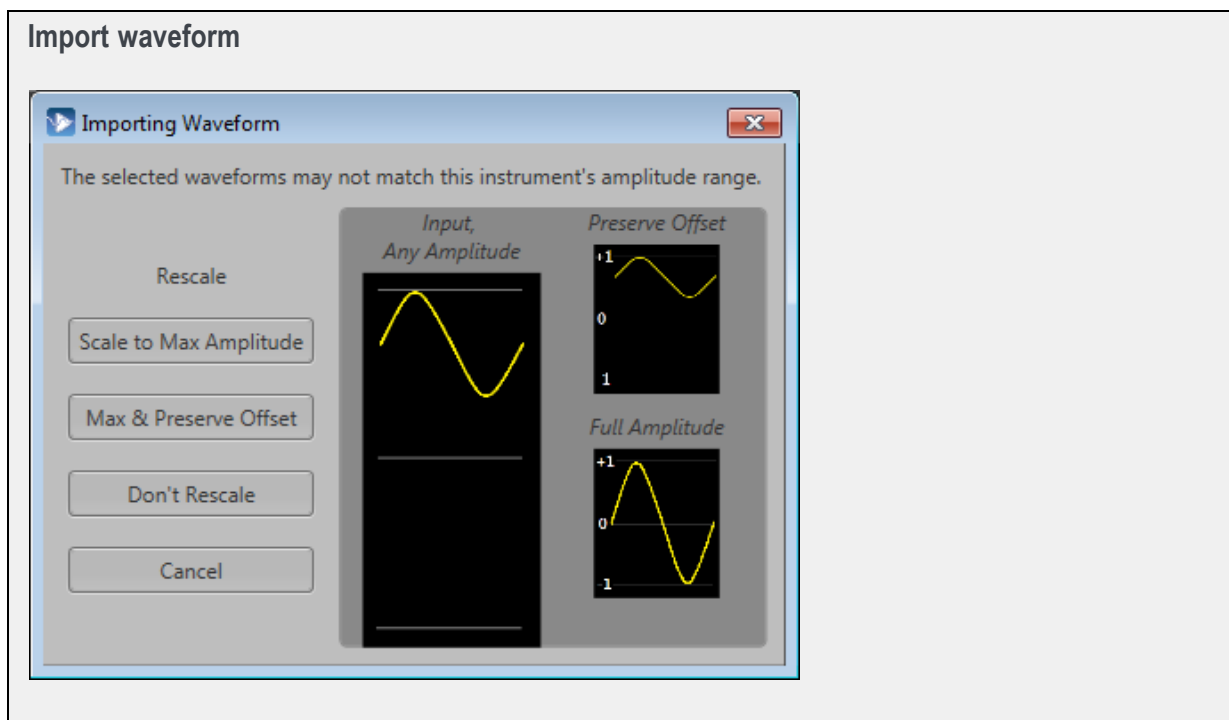 Import waveform
Importing Waveform
The selected waveforms may not match this instrument's amplitude range.
Rescale
Scale to Max Amplitude
Max & Preserve Offset
Don't Rescale
Cancel
Input,
Any Amplitude
Preserve Offset
+1
0
1
Full Amplitude
+1
0
-1